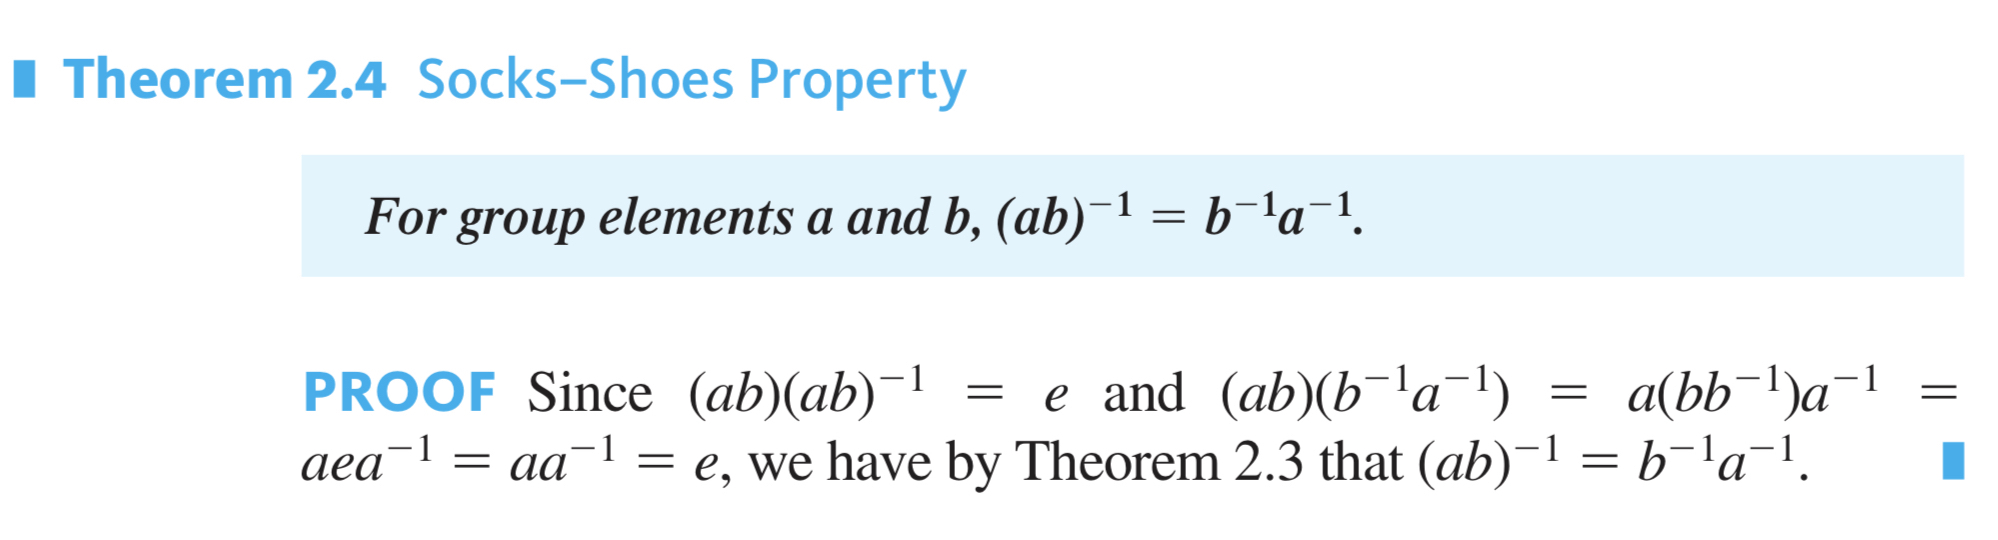 Theorem 2.4 Socks–Shoes Property
For group elements a and b, (ab)⁻¹ = b⁻¹a⁻¹.
PROOF Since (ab)(ab)⁻¹ = e and (ab)(b⁻¹a⁻¹) = a(bb⁻¹)a⁻¹ =
aea⁻¹ = aa⁻¹ = e, we have by Theorem 2.3 that (ab)⁻¹ = b⁻¹a⁻¹.